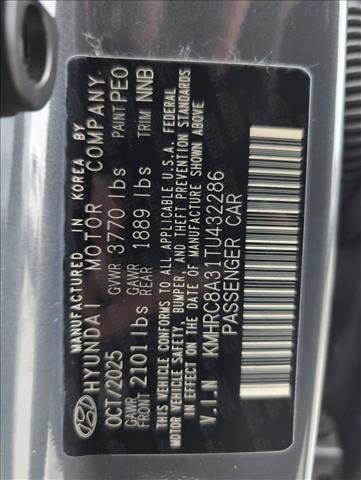 MANUFACTURED IN KOREA BY
HYUNDAI MOTOR COMPANY
OCT/2025 GVWR 3770 lbs PAINT PEO
GAWR FRONT 2101 lbs GAWR REAR 1889 lbs TRIM NNB
THIS VEHICLE CONFORMS TO ALL APPLICABLE U.S.A. FEDERAL
MOTOR VEHICLE SAFETY, BUMPER, AND THEFT PREVENTION STANDARDS
IN EFFECT ON THE DATE OF MANUFACTURE SHOWN ABOVE
V.I.N KMHRC8A31TU432286
PASSENGER CAR